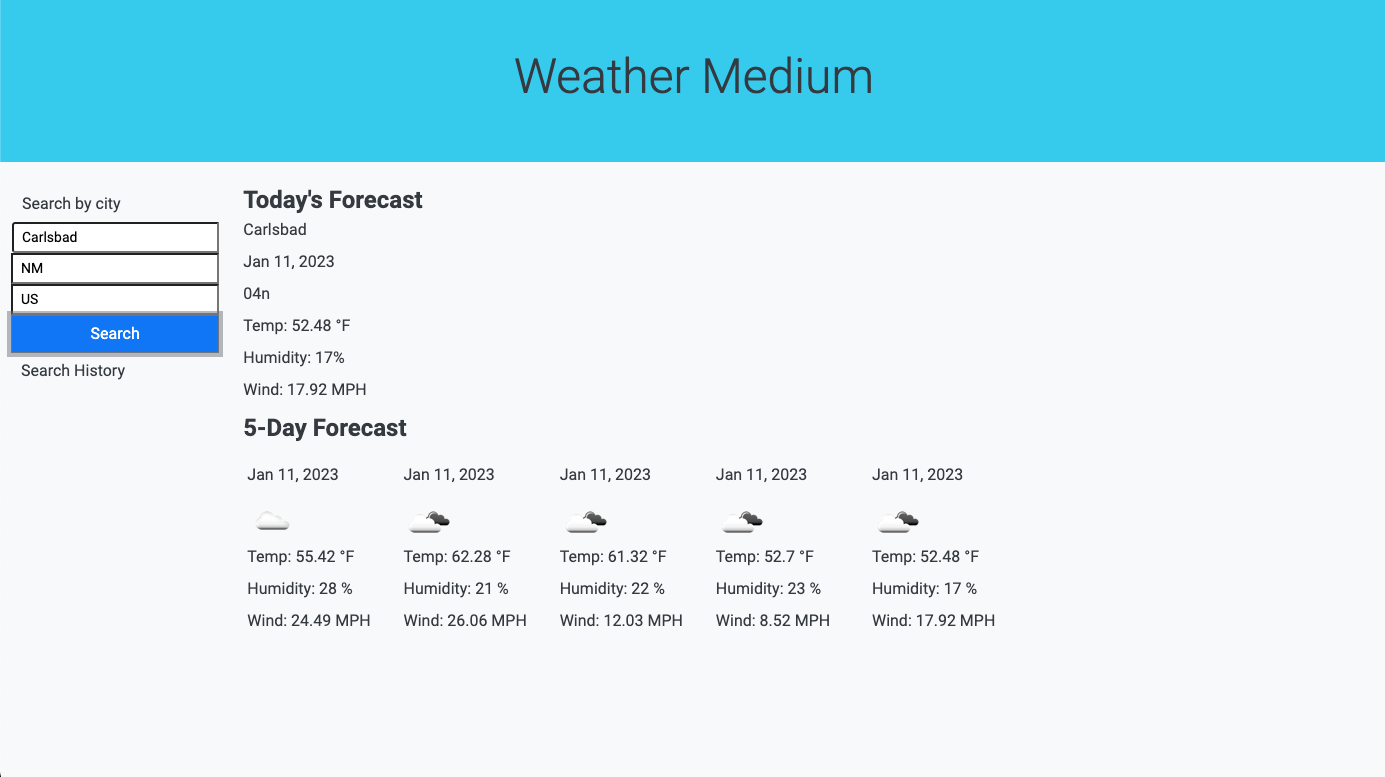 Weather Medium
Search by city
Carlsbad
NM
US
Search
Search History
Today's Forecast
Carlsbad
Jan 11, 2023
04n
Temp: 52.48 °F
Humidity: 17%
Wind: 17.92 MPH
5-Day Forecast
Jan 11, 2023
Temp: 55.42 °F
Humidity: 28 %
Wind: 24.49 MPH
Jan 11, 2023
Temp: 62.28 °F
Humidity: 21 %
Wind: 26.06 MPH
Jan 11, 2023
Temp: 61.32 °F
Humidity: 22 %
Wind: 12.03 MPH
Jan 11, 2023
Temp: 52.7 °F
Humidity: 23 %
Wind: 8.52 MPH
Jan 11, 2023
Temp: 52.48 °F
Humidity: 17 %
Wind: 17.92 MPH